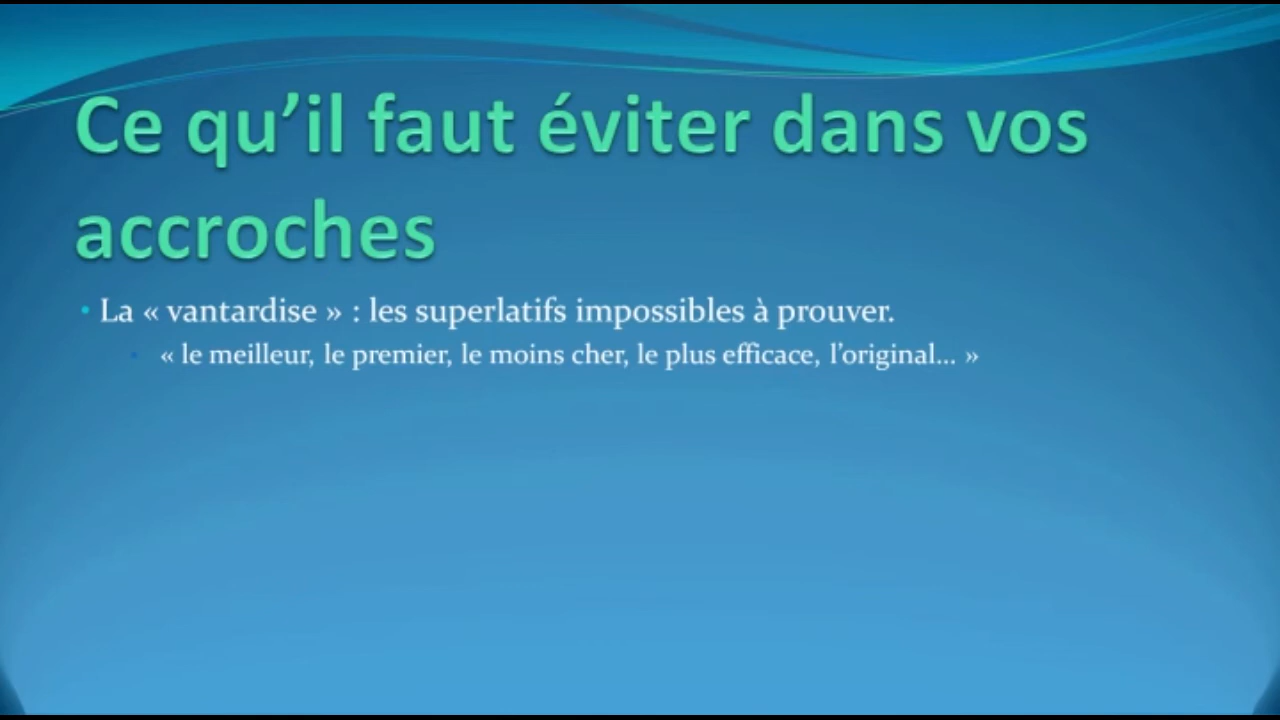 Ce qu’il faut éviter dans vos
accroches
• La « vantardise » : les superlatifs impossibles à prouver.
• « le meilleur, le premier, le moins cher, le plus efficace, l’original... »